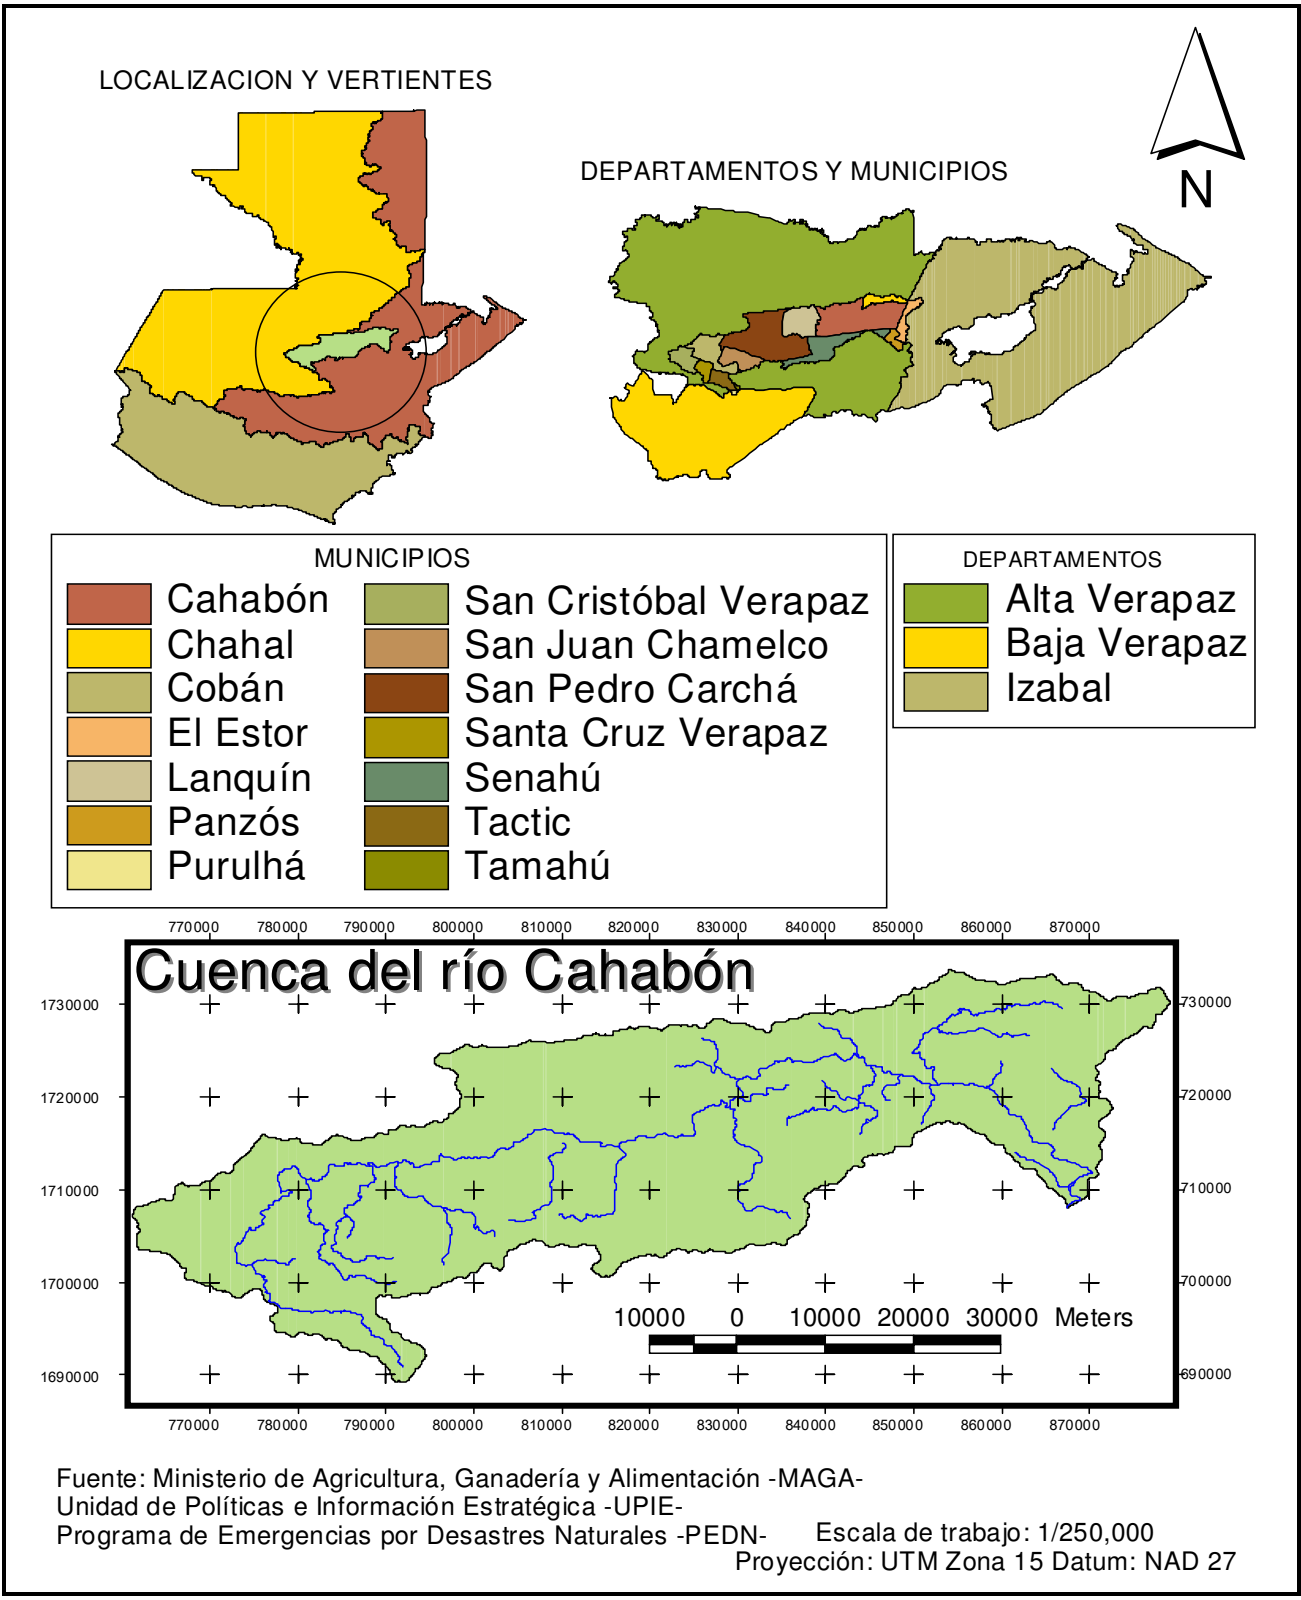 LOCALIZACION Y VERTIENTES
DEPARTAMENTOS Y MUNICIPIOS
N
MUNICIPIOS
Cahabón
Chahal
Cobán
El Estor
Lanquín
Panzós
Purulhá
San Cristóbal Verapaz
San Juan Chamelco
San Pedro Carchá
Santa Cruz Verapaz
Senahú
Tactic
Tamahú
DEPARTAMENTOS
Alta Verapaz
Baja Verapaz
Izabal
770000 780000 790000 800000 810000 820000 830000 840000 850000 860000 870000
Cuenca del río Cahabón
1730000 730000
1720000 720000
1710000 710000
1700000 700000
10000 0 10000 20000 30000 Meters
1690000 690000
770000 780000 790000 800000 810000 820000 830000 840000 850000 860000 870000
Fuente: Ministerio de Agricultura, Ganadería y Alimentación -MAGA-
Unidad de Políticas e Información Estratégica -UPIE-
Programa de Emergencias por Desastres Naturales -PEDN-
Escala de trabajo: 1/250,000
Proyección: UTM Zona 15 Datum: NAD 27